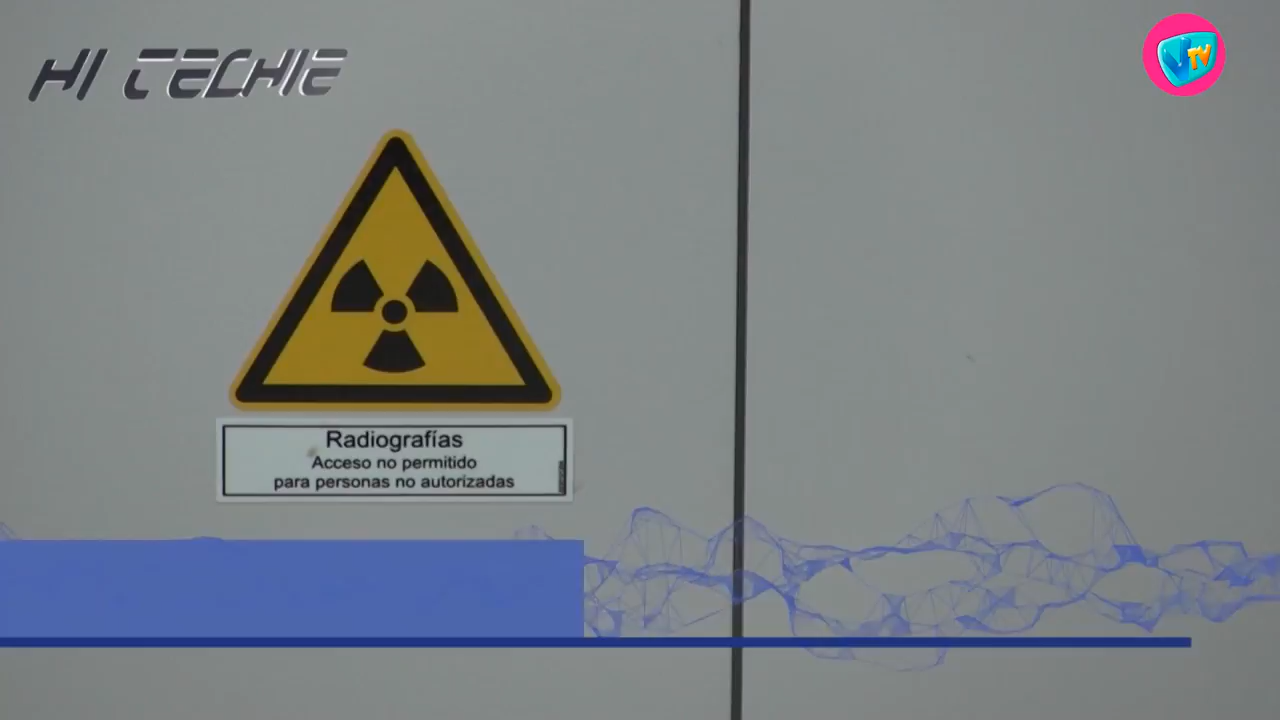 HI TECHIE
TV
Radiografías
Acceso no permitido
para personas no autorizadas